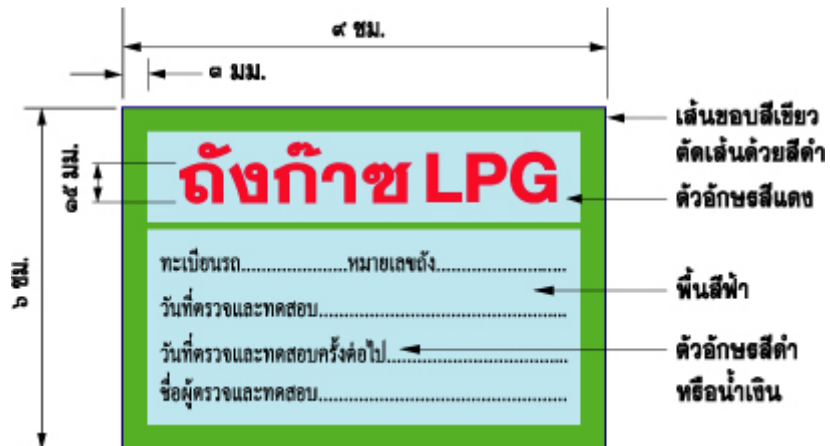 ๙ ซม.
๑ มม.
เส้นขอบสีเขียว
ตัดเส้นด้วยสีดำ
๑๕ มม.
ถังก๊าซ LPG
ตัวอักษรสีแดง
ทะเบียนรถ.....................หมายเลขถัง..........................
๖ ซม.
พื้นสีฟ้า
วันที่ตรวจและทดสอบ..................................................
วันที่ตรวจและทดสอบครั้งต่อไป....................................
ตัวอักษรสีดำ
หรือน้ำเงิน
ชื่อผู้ตรวจและทดสอบ..................................................